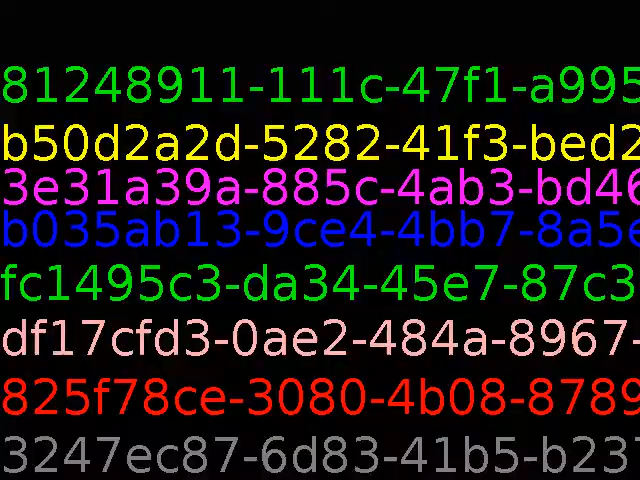 81248911-111c-47f1-a995
b50d2a2d-5282-41f3-bed2
3e31a39a-885c-4ab3-bd46
b035ab13-9ce4-4bb7-8a5e
fc1495c3-da34-45e7-87c3
df17cfd3-0ae2-484a-8967-
825f78ce-3080-4b08-8789
3247ec87-6d83-41b5-b237